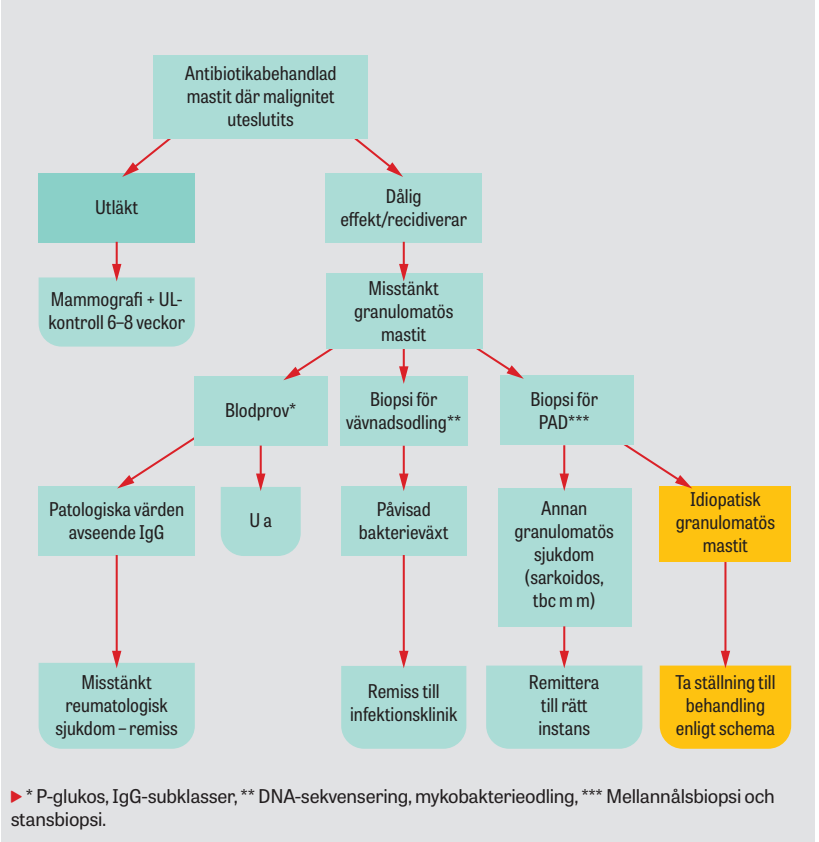 Antibiotikabehandlad
mastit där malignitet
uteslutits
Utläkt
Dålig
effekt/recidiverar
Mammografi + UL-
kontroll 6–8 veckor
Misstänkt
granulomatös
mastit
Blodprov*
Biopsi för
vävnadsodling**
Biopsi för
PAD***
Patologiska värden
avseende IgG
U a
Påvisad
bakterieväxt
Annan
granulomatös
sjukdom
(sarkoidos,
tbc m m)
Idiopatisk
granulomatös
mastit
Misstänkt
reumatologisk
sjukdom – remiss
Remiss till
infektionsklinik
Remittera
till rätt
instans
Ta ställning till
behandling
enligt schema
* P-glukos, IgG-subklasser, ** DNA-sekvensering, mykobakterieodling, *** Mellannålsbiopsi och
stansbiopsi.